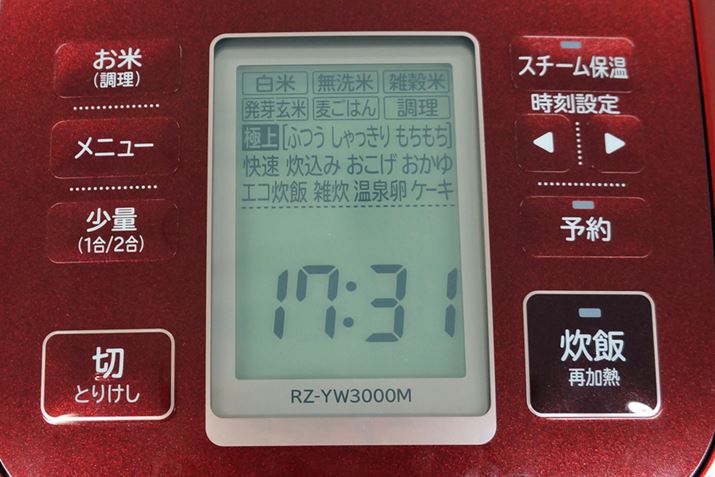 お米
(調理)
メニュー
少量
(1合/2合)
切
とりけし
白米 無洗米 雑穀米
発芽玄米 麦ごはん 調理
極上[ふつう しゃっきり もちもち]
快速 炊込み おこげ おかゆ
エコ炊飯 雑炊 温泉卵 ケーキ
17:31
RZ-YW3000M
スチーム保温
時刻設定
予約
炊飯
再加熱